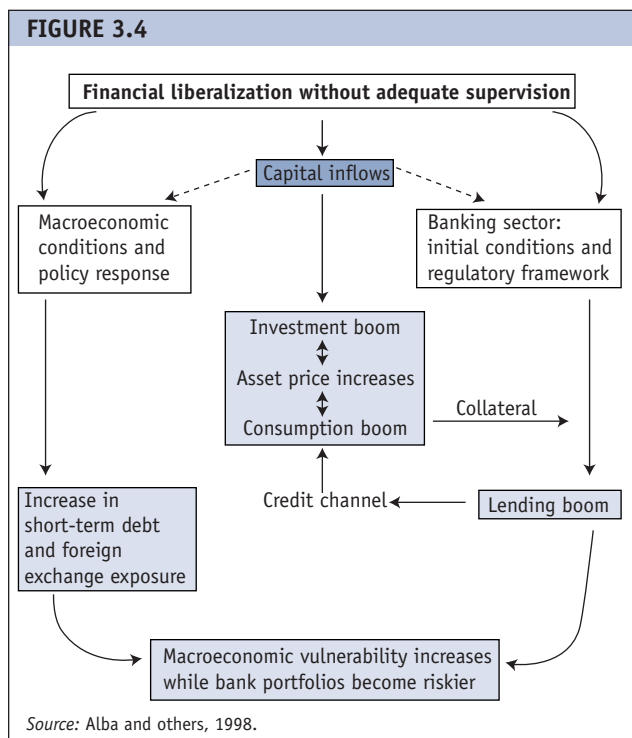 FIGURE 3.4
Financial liberalization without adequate supervision
Capital inflows
Macroeconomic
conditions and
policy response
Banking sector:
initial conditions and
regulatory framework
Investment boom
Asset price increases
Consumption boom
Collateral
Credit channel
Lending boom
Increase in
short-term debt
and foreign
exchange exposure
Macroeconomic vulnerability increases
while bank portfolios become riskier
Source: Alba and others, 1998.